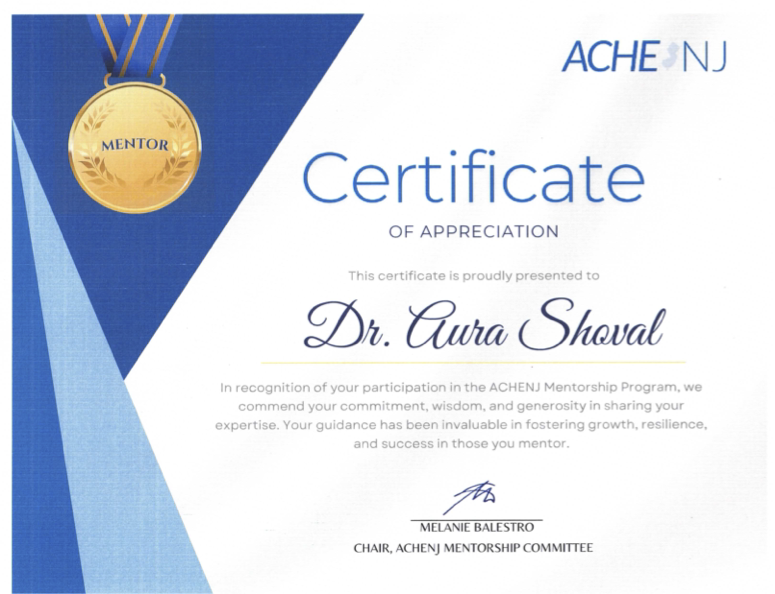 ACHE NJ
MENTOR
Certificate
OF APPRECIATION
This certificate is proudly presented to
Dr. Aura Shoval
In recognition of your participation in the ACHENJ Mentorship Program, we
commend your commitment, wisdom, and generosity in sharing your
expertise. Your guidance has been invaluable in fostering growth, resilience,
and success in those you mentor.
MELANIE BALESTRO
CHAIR, ACHENJ MENTORSHIP COMMITTEE